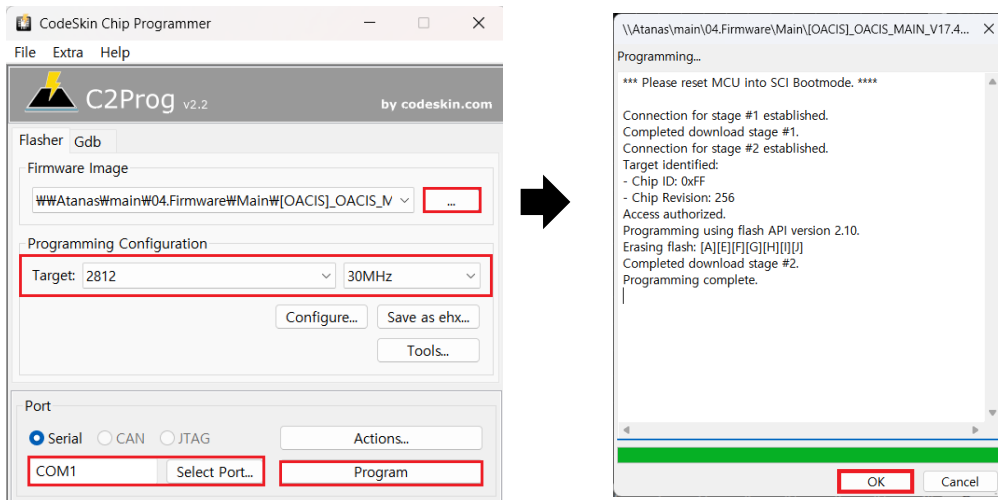 CodeSkin Chip Programmer
File Extra Help
C2Prog v2.2
by codeskin.com
Flasher Gdb
Firmware Image
₩₩Atanas₩main₩04.Firmware₩Main₩[OACIS]_OACIS_M ...
Programming Configuration
Target: 2812 30MHz
Configure... Save as ehx...
Tools...
Port
Serial CAN JTAG Actions...
COM1 Select Port... Program
\\Atanas\main\04.Firmware\Main\[OACIS]_OACIS_MAIN_V17.4...
Programming...
*** Please reset MCU into SCI Bootmode. ****
Connection for stage #1 established.
Completed download stage #1.
Connection for stage #2 established.
Target identified:
- Chip ID: 0xFF
- Chip Revision: 256
Access authorized.
Programming using flash API version 2.10.
Erasing flash: [A][E][F][G][H][I][J]
Completed download stage #2.
Programming complete.
OK Cancel